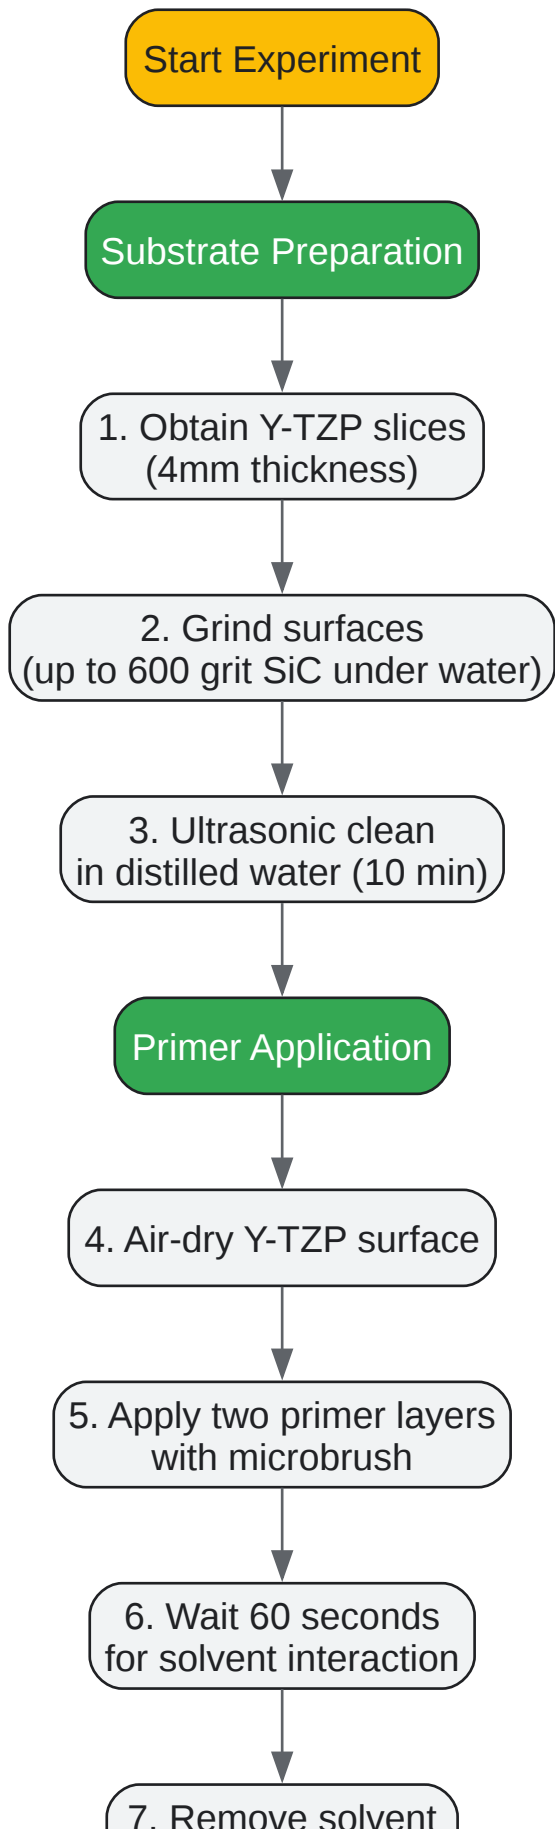 Start Experiment
Substrate Preparation
1. Obtain Y-TZP slices
(4mm thickness)
2. Grind surfaces
(up to 600 grit SiC under water)
3. Ultrasonic clean
in distilled water (10 min)
Primer Application
4. Air-dry Y-TZP surface
5. Apply two primer layers
with microbrush
6. Wait 60 seconds
for solvent interaction
7. Remove solvent